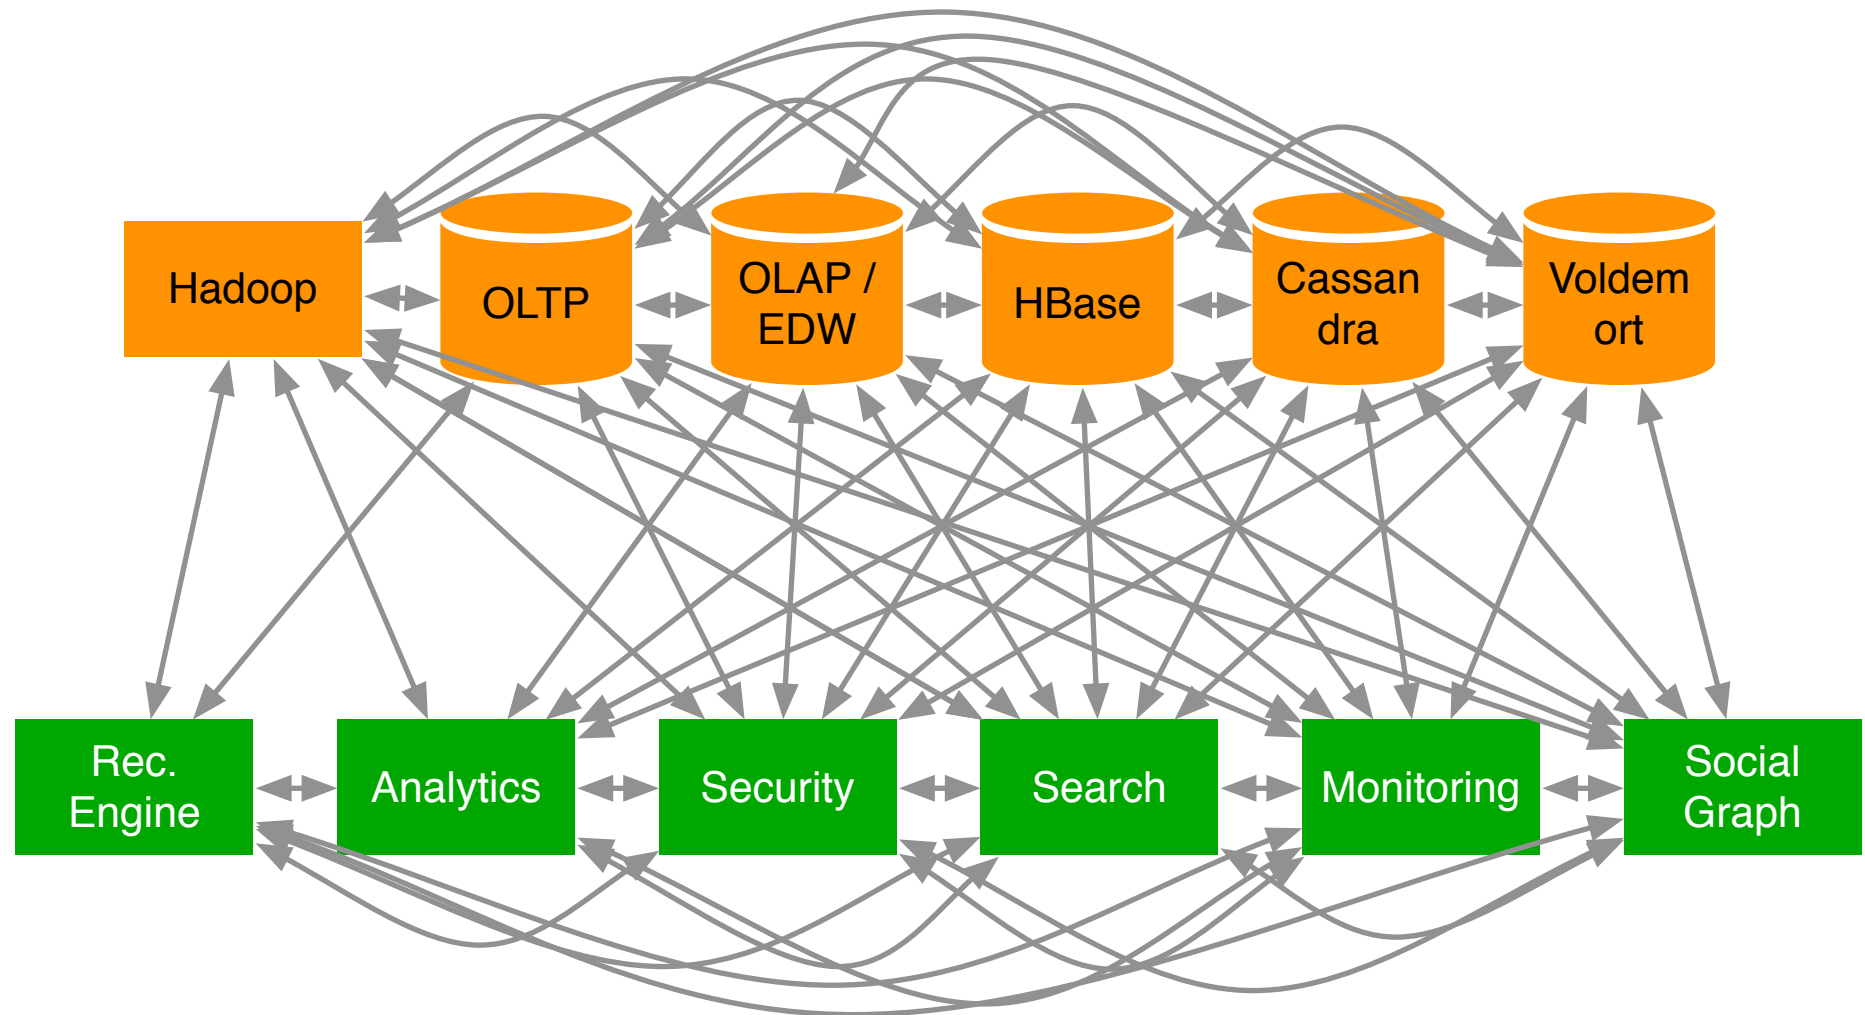 Hadoop
OLTP
OLAP /
EDW
HBase
Cassan
dra
Voldem
ort
Rec.
Engine
Analytics
Security
Search
Monitoring
Social
Graph